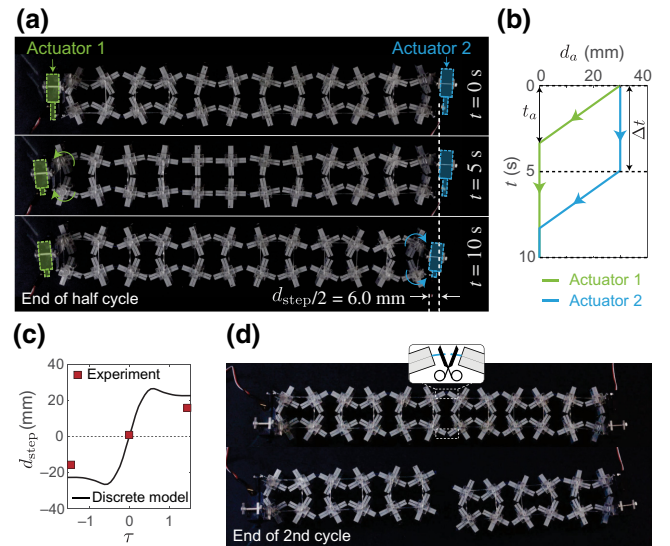 (a)
Actuator 1
Actuator 2
t = 0 s
t = 5 s
t = 10 s
End of half cycle
d_step/2 = 6.0 mm
(b)
d_a (mm)
0 20 40
0
t_a
Δt
5
t (s)
10
Actuator 1
Actuator 2
(c)
40
20
0
−20
−40
d_step (mm)
Experiment
Discrete model
−1 0 1
τ
(d)
End of 2nd cycle